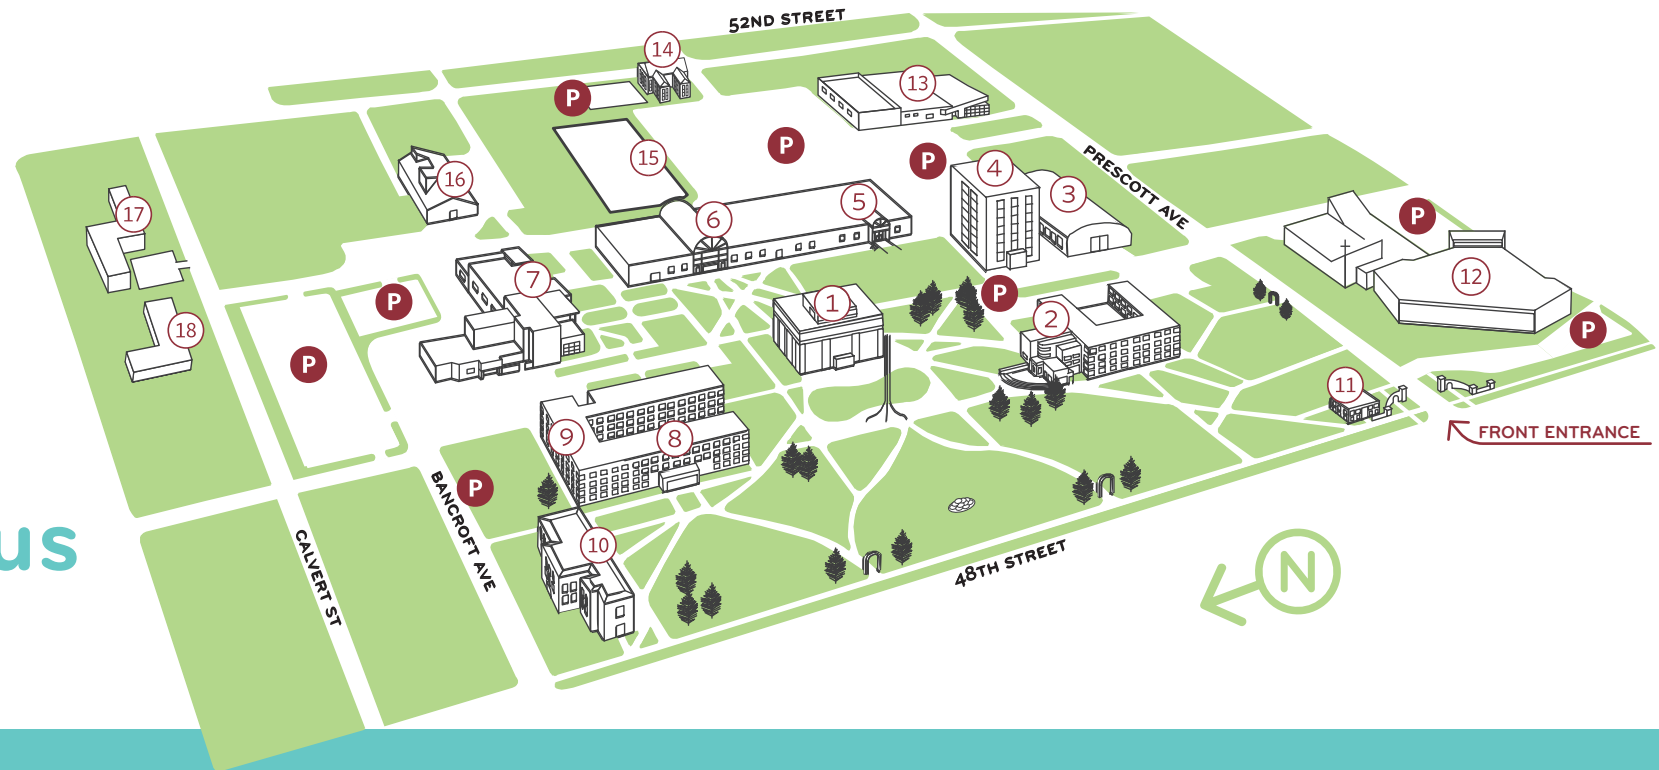 52ND STREET
14
P
13
15
P
P
4
PRESCOTT AVE
16
3
17
5
6
P
12
7
P
P
1
2
18
P
P
11
FRONT ENTRANCE
9
8
P
BANCROFT AVE
us
CALVERT ST
10
48TH STREET
N